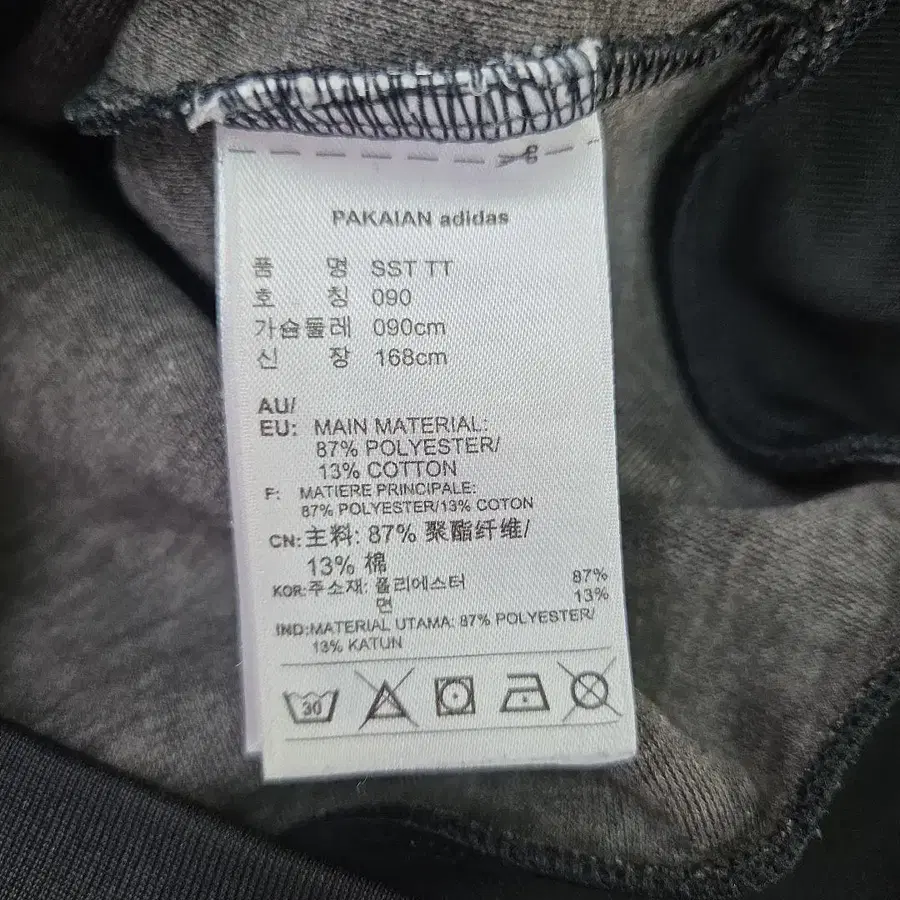 PAKAIAN adidas
품 명 SST TT
호 칭 090
가슴둘레 090cm
신 장 168cm
AU/
EU: MAIN MATERIAL:
87% POLYESTER/
13% COTTON
F: MATIERE PRINCIPALE:
87% POLYESTER/13% COTON
CN: 主料: 87% 聚酯纤维/
13% 棉
KOR:주소재: 폴리에스터 87%
면 13%
IND:MATERIAL UTAMA: 87% POLYESTER/
13% KATUN
30